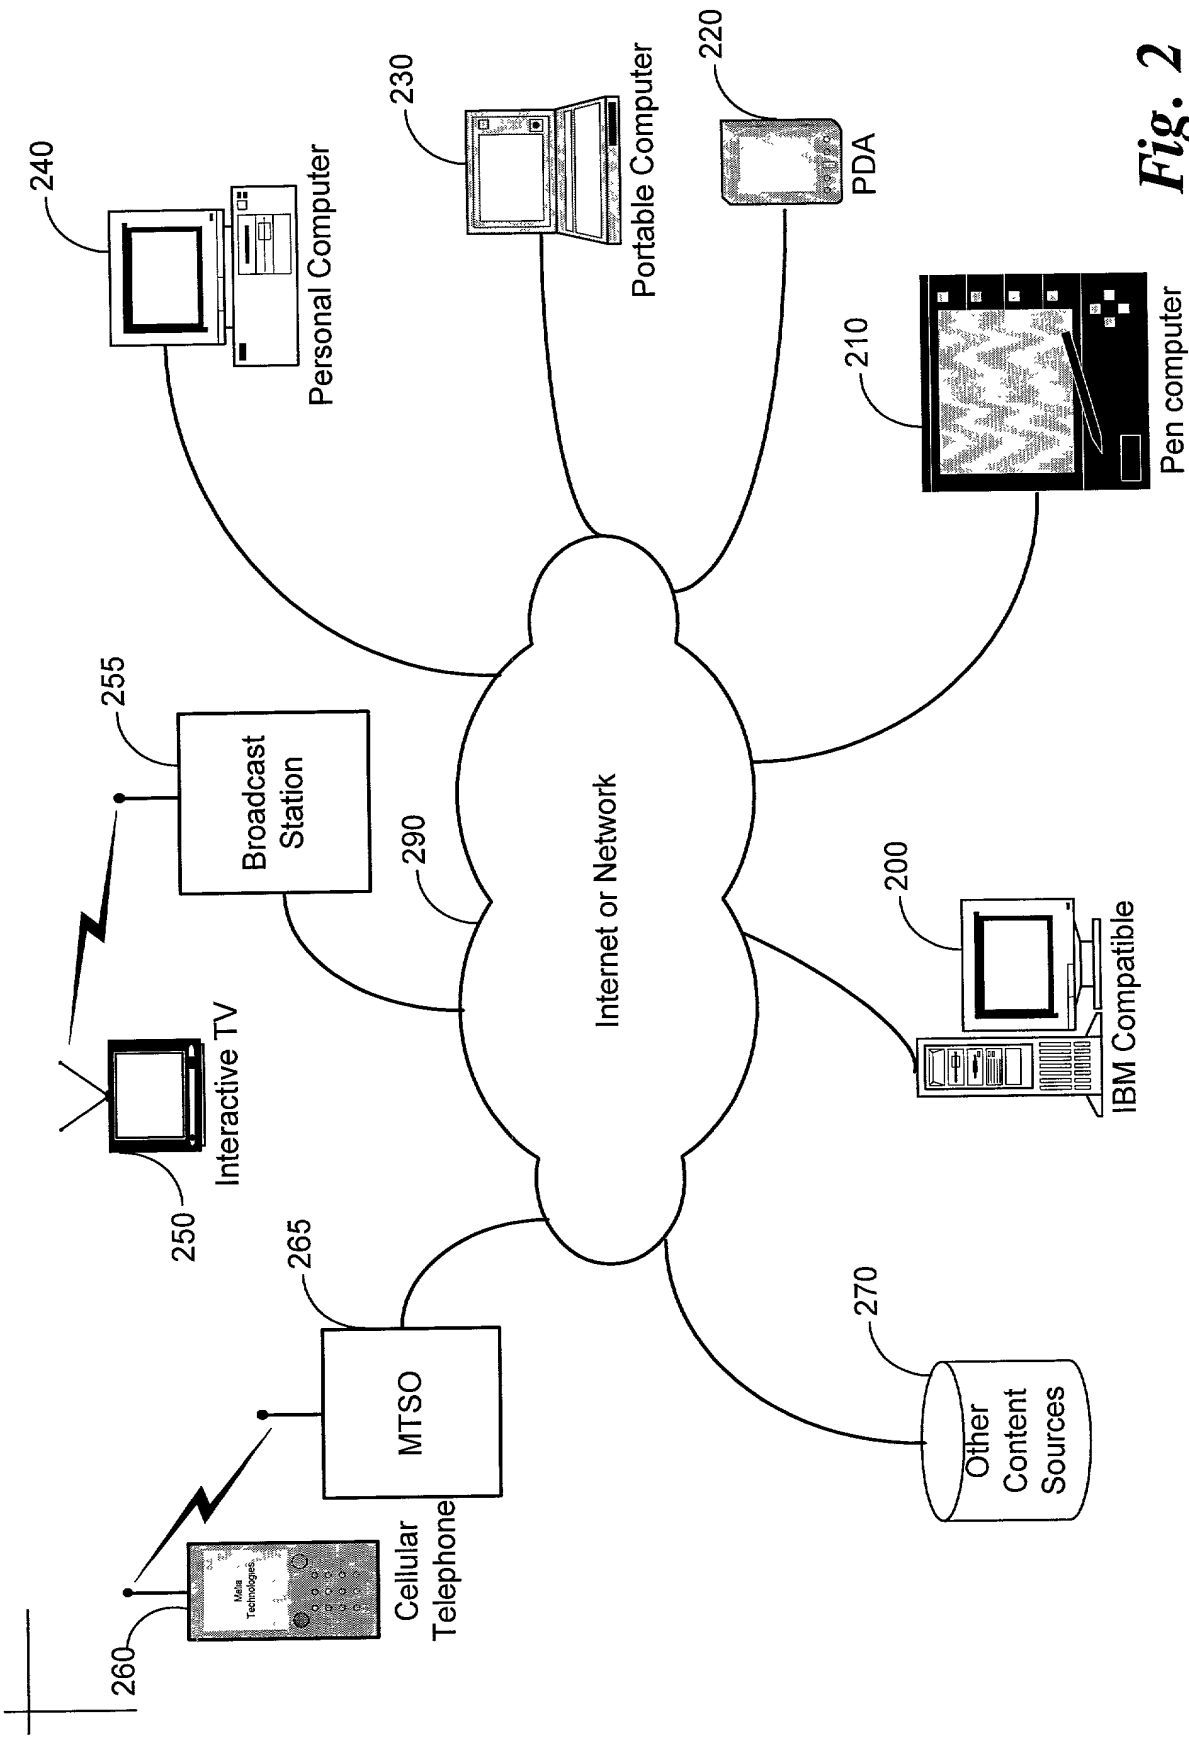 260
Malia
Technologies
Cellular
Telephone
MTSO
265
250
Interactive TV
Broadcast
Station
255
240
Personal Computer
290
Internet or Network
230
Portable Computer
220
PDA
270
Other
Content
Sources
200
IBM Compatible
210
Pen computer
Fig. 2